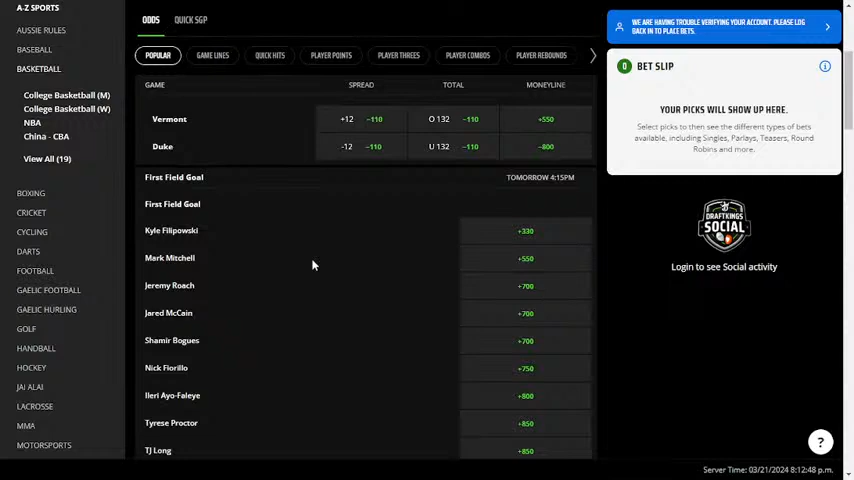 A-Z SPORTS
AUSSIE RULES
BASEBALL
BASKETBALL
College Basketball (M)
College Basketball (W)
NBA
China - CBA
View All (19)
BOXING
CRICKET
CYCLING
DARTS
FOOTBALL
GAELIC FOOTBALL
GAELIC HURLING
GOLF
HANDBALL
HOCKEY
JAI ALAI
LACROSSE
MMA
MOTORSPORTS
ODDS QUICK SGP
POPULAR GAME LINES QUICK HITS PLAYER POINTS PLAYER THREES PLAYER COMBOS PLAYER REBOUNDS
GAME SPREAD TOTAL MONEYLINE
Vermont +12 −110 O 132 −110 +550
Duke -12 −110 U 132 −110 −800
First Field Goal TOMORROW 4:15PM
First Field Goal
Kyle Filipowski +330
Mark Mitchell +550
Jeremy Roach +700
Jared McCain +700
Shamir Bogues +700
Nick Fiorillo +750
Ileri Ayo-Faleye +800
Tyrese Proctor +850
TJ Long +850
WE ARE HAVING TROUBLE VERIFYING YOUR ACCOUNT. PLEASE LOG
BACK IN TO PLACE BETS.
0 BET SLIP
YOUR PICKS WILL SHOW UP HERE.
Select picks to then see the different types of bets
available, including Singles, Parlays, Teasers, Round
Robins and more.
DRAFTKINGS
SOCIAL
Login to see Social activity
?
Server Time: 03/21/2024 8:12:48 p.m.